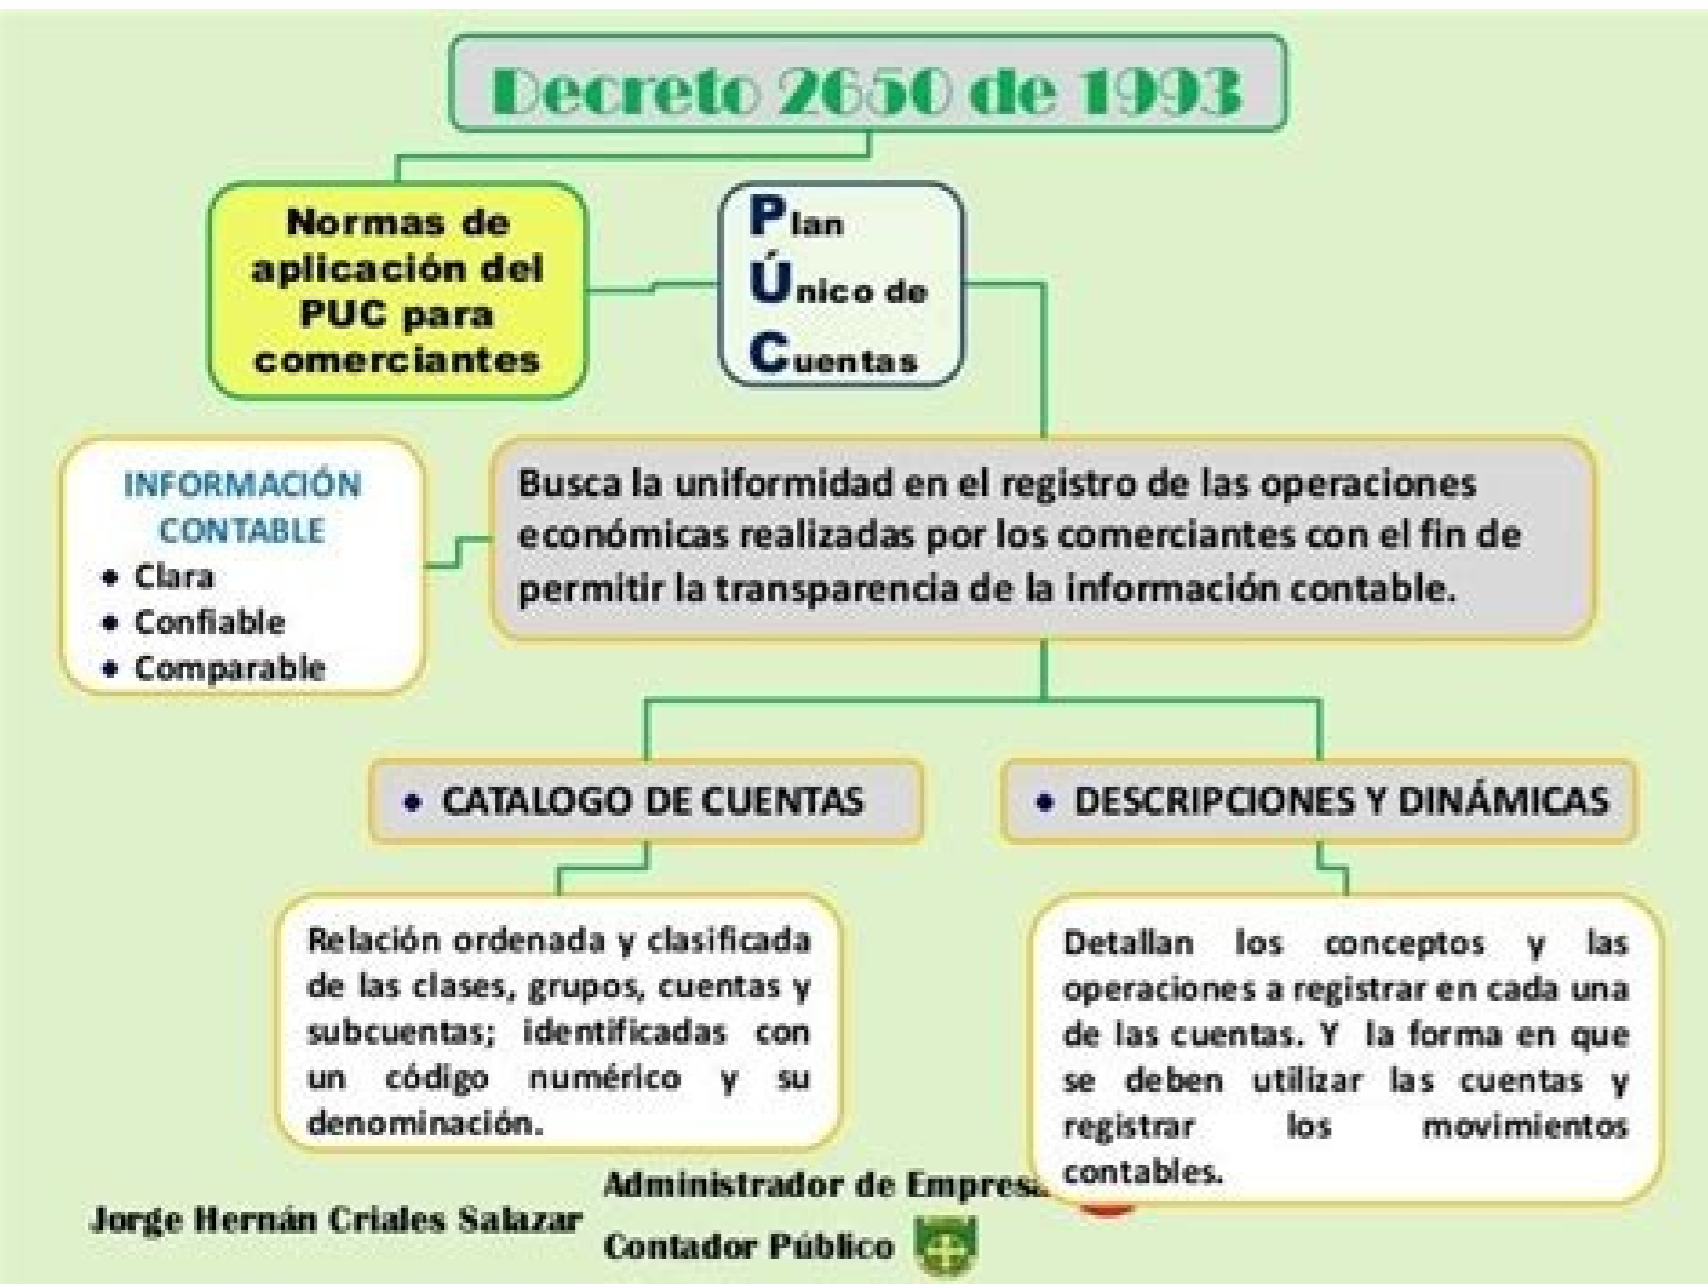 Decreto 2650 de 1993
Normas de
aplicación del
PUC para
comerciantes
Plan
Único de
Cuentas
INFORMACIÓN
CONTABLE
• Clara
• Confiable
• Comparable
Busca la uniformidad en el registro de las operaciones
económicas realizadas por los comerciantes con el fin de
permitir la transparencia de la información contable.
• CATALOGO DE CUENTAS
• DESCRIPCIONES Y DINÁMICAS
Relación ordenada y clasificada
de las clases, grupos, cuentas y
subcuentas; identificadas con
un código numérico y su
denominación.
Detallan los conceptos y las
operaciones a registrar en cada una
de las cuentas. Y la forma en que
se deben utilizar las cuentas y
registrar los movimientos
contables.
Jorge Hernán Criales Salazar
Administrador de Empresa
Contador Público